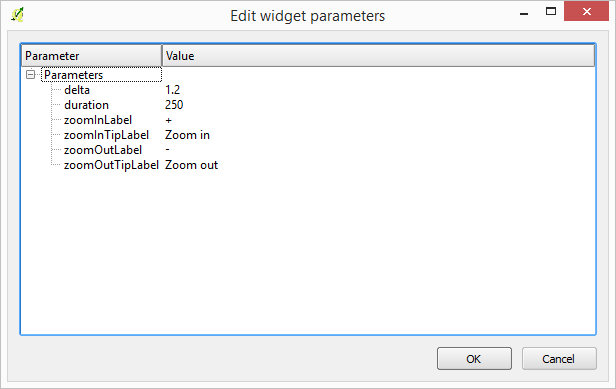 Edit widget parameters
Parameter Value
Parameters
delta 1.2
duration 250
zoomInLabel +
zoomInTipLabel Zoom in
zoomOutLabel -
zoomOutTipLabel Zoom out
OK Cancel